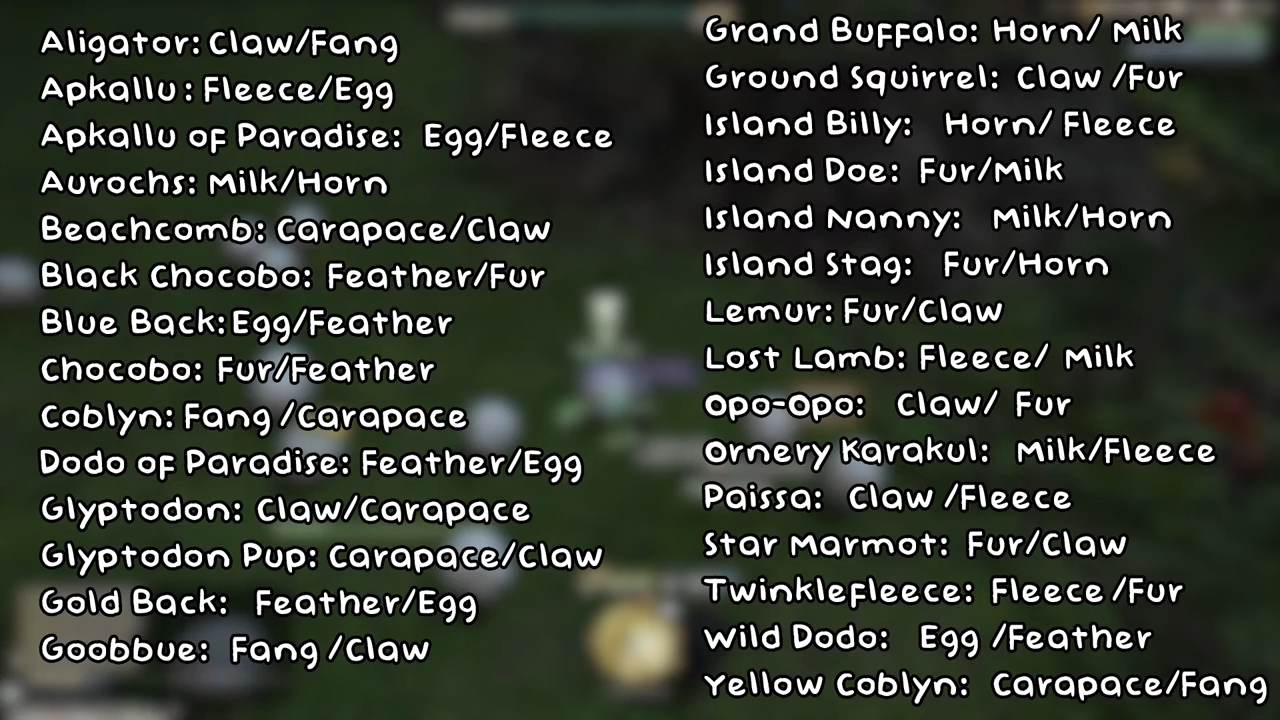 Aligator: Claw/Fang
Apkallu : Fleece/Egg
Apkallu of Paradise: Egg/Fleece
Aurochs: Milk/Horn
Beachcomb: Carapace/Claw
Black Chocobo: Feather/Fur
Blue Back: Egg/Feather
Chocobo: Fur/Feather
Coblyn: Fang /Carapace
Dodo of Paradise: Feather/Egg
Glyptodon: Claw/Carapace
Glyptodon Pup: Carapace/Claw
Gold Back: Feather/Egg
Goobbue: Fang /Claw
Grand Buffalo: Horn/ Milk
Ground Squirrel: Claw /Fur
Island Billy: Horn/ Fleece
Island Doe: Fur/Milk
Island Nanny: Milk/Horn
Island Stag: Fur/Horn
Lemur: Fur/Claw
Lost Lamb: Fleece/ Milk
Opo-Opo: Claw/ Fur
Ornery Karakul: Milk/Fleece
Paissa: Claw /Fleece
Star Marmot: Fur/Claw
Twinklefleece: Fleece /Fur
Wild Dodo: Egg /Feather
Yellow Coblyn: Carapace/Fang